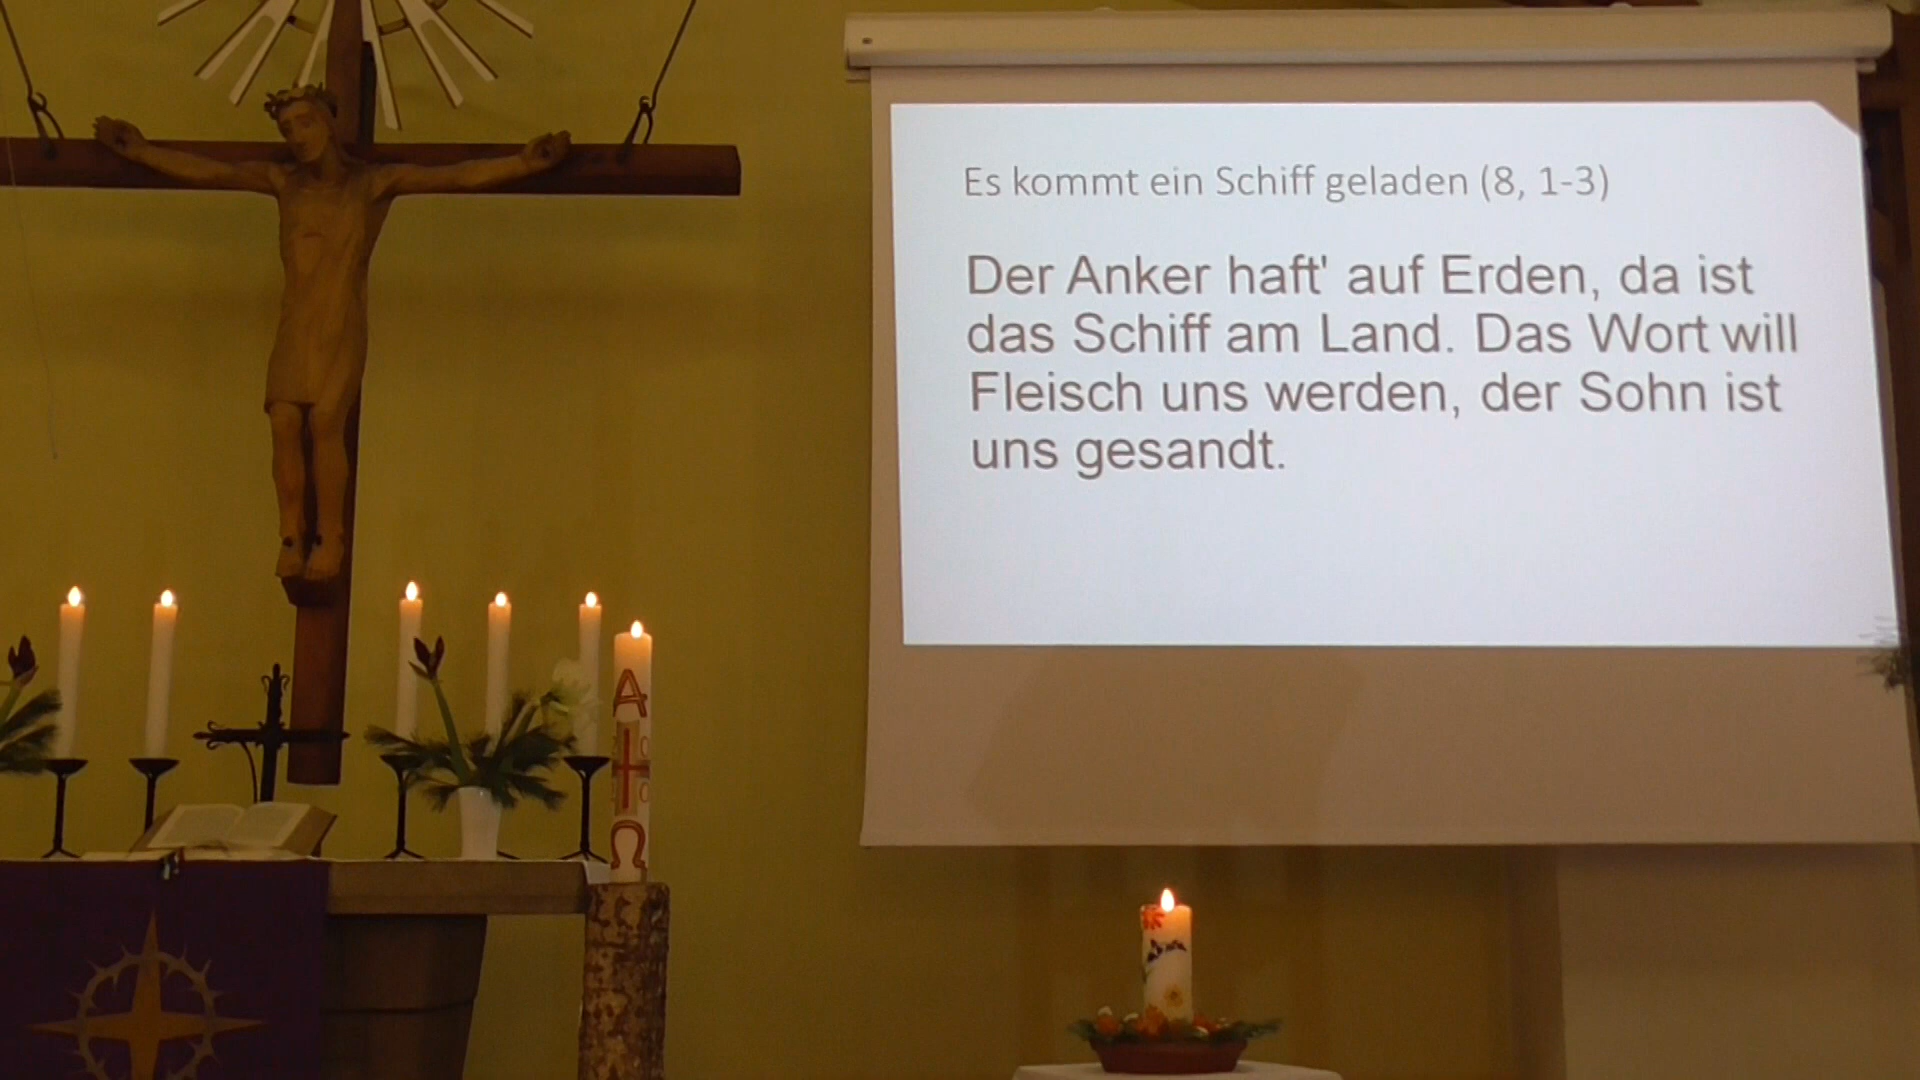 Es kommt ein Schiff geladen (8, 1-3)
Der Anker haft' auf Erden, da ist
das Schiff am Land. Das Wort will
Fleisch uns werden, der Sohn ist
uns gesandt.
Α
Ω